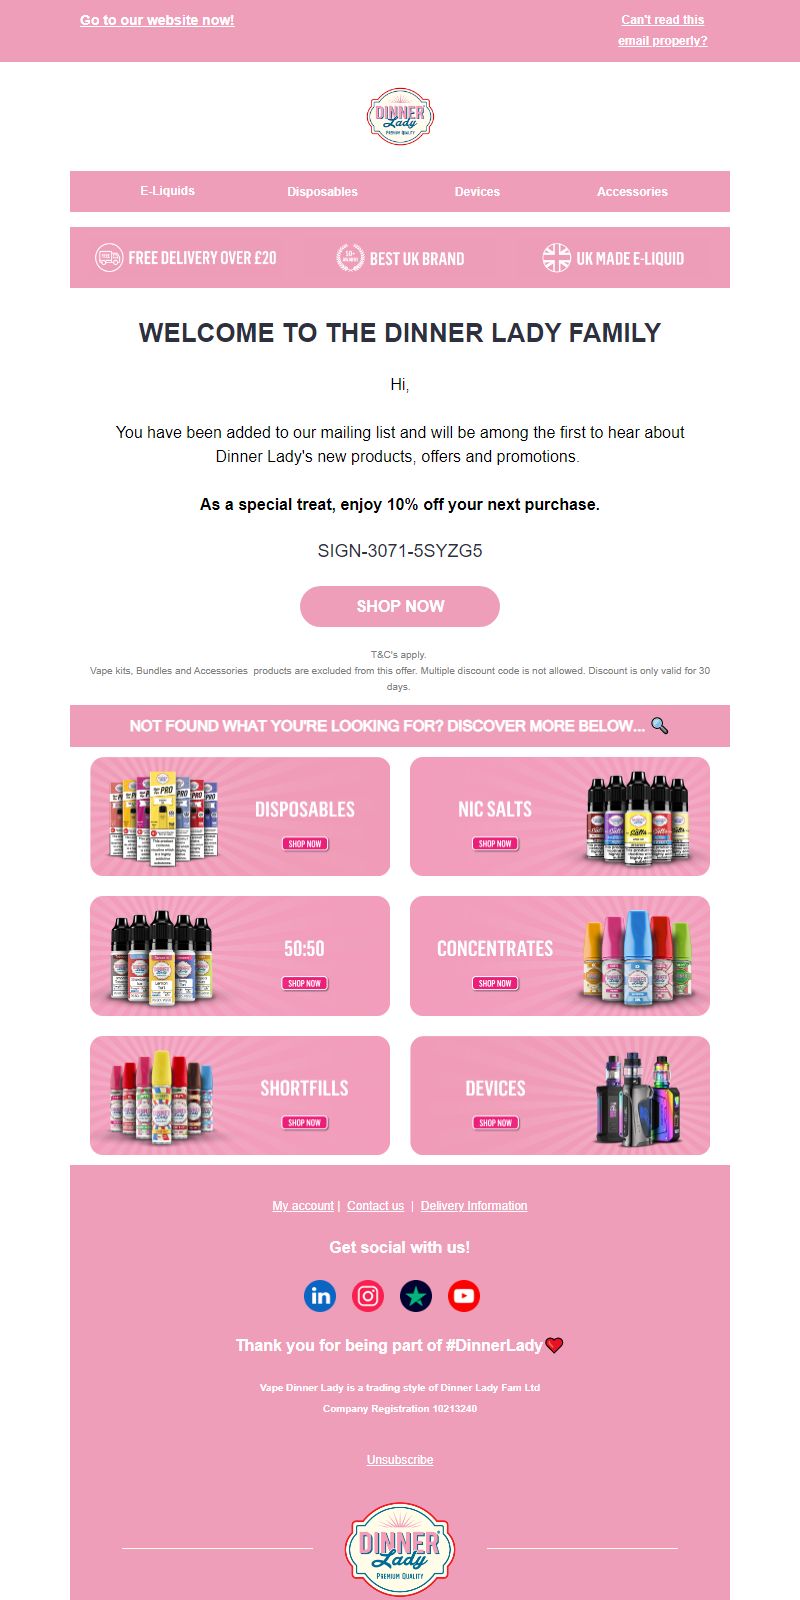 Go to our website now!
Can't read this
email properly?
DINNER
Lady
PREMIUM QUALITY
E-Liquids
Disposables
Devices
Accessories
FREE DELIVERY OVER £20
BEST UK BRAND
UK MADE E-LIQUID
WELCOME TO THE DINNER LADY FAMILY
Hi,
You have been added to our mailing list and will be among the first to hear about
Dinner Lady's new products, offers and promotions.
As a special treat, enjoy 10% off your next purchase.
SIGN-3071-5SYZG5
SHOP NOW
T&C's apply.
Vape kits, Bundles and Accessories products are excluded from this offer. Multiple discount code is not allowed. Discount is only valid for 30
days.
NOT FOUND WHAT YOU'RE LOOKING FOR? DISCOVER MORE BELOW...
DISPOSABLES
SHOP NOW
NIC SALTS
SHOP NOW
50:50
SHOP NOW
CONCENTRATES
SHOP NOW
SHORTFILLS
SHOP NOW
DEVICES
SHOP NOW
My account | Contact us | Delivery Information
Get social with us!
in
Thank you for being part of #DinnerLady
Vape Dinner Lady is a trading style of Dinner Lady Fam Ltd
Company Registration 10213240
Unsubscribe
DINNER
Lady
PREMIUM QUALITY